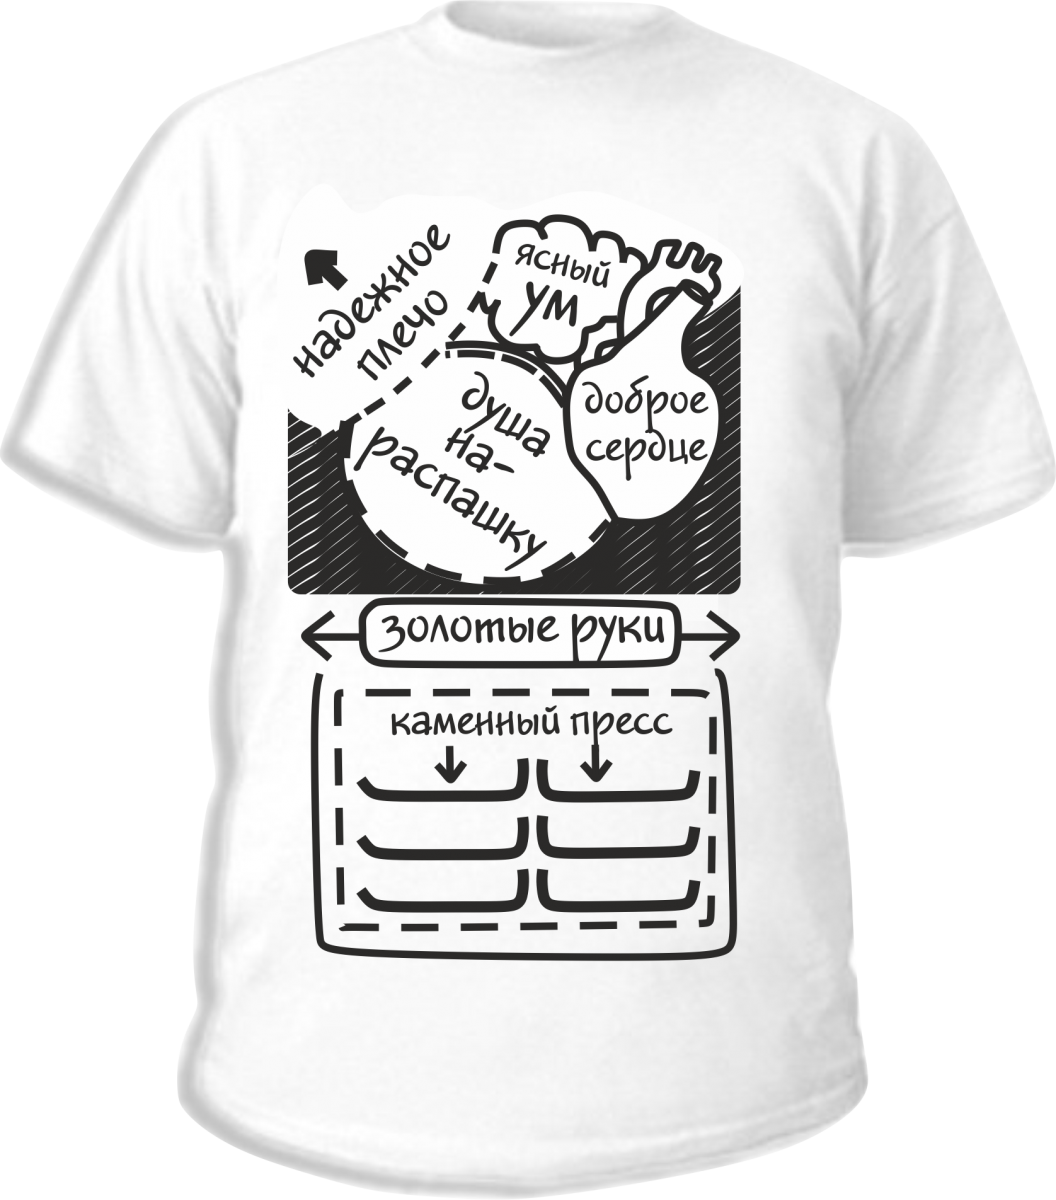 надежное
плечо
ясный
ум
душа
на-
распашку
доброе
сердце
золотые руки
каменный пресс